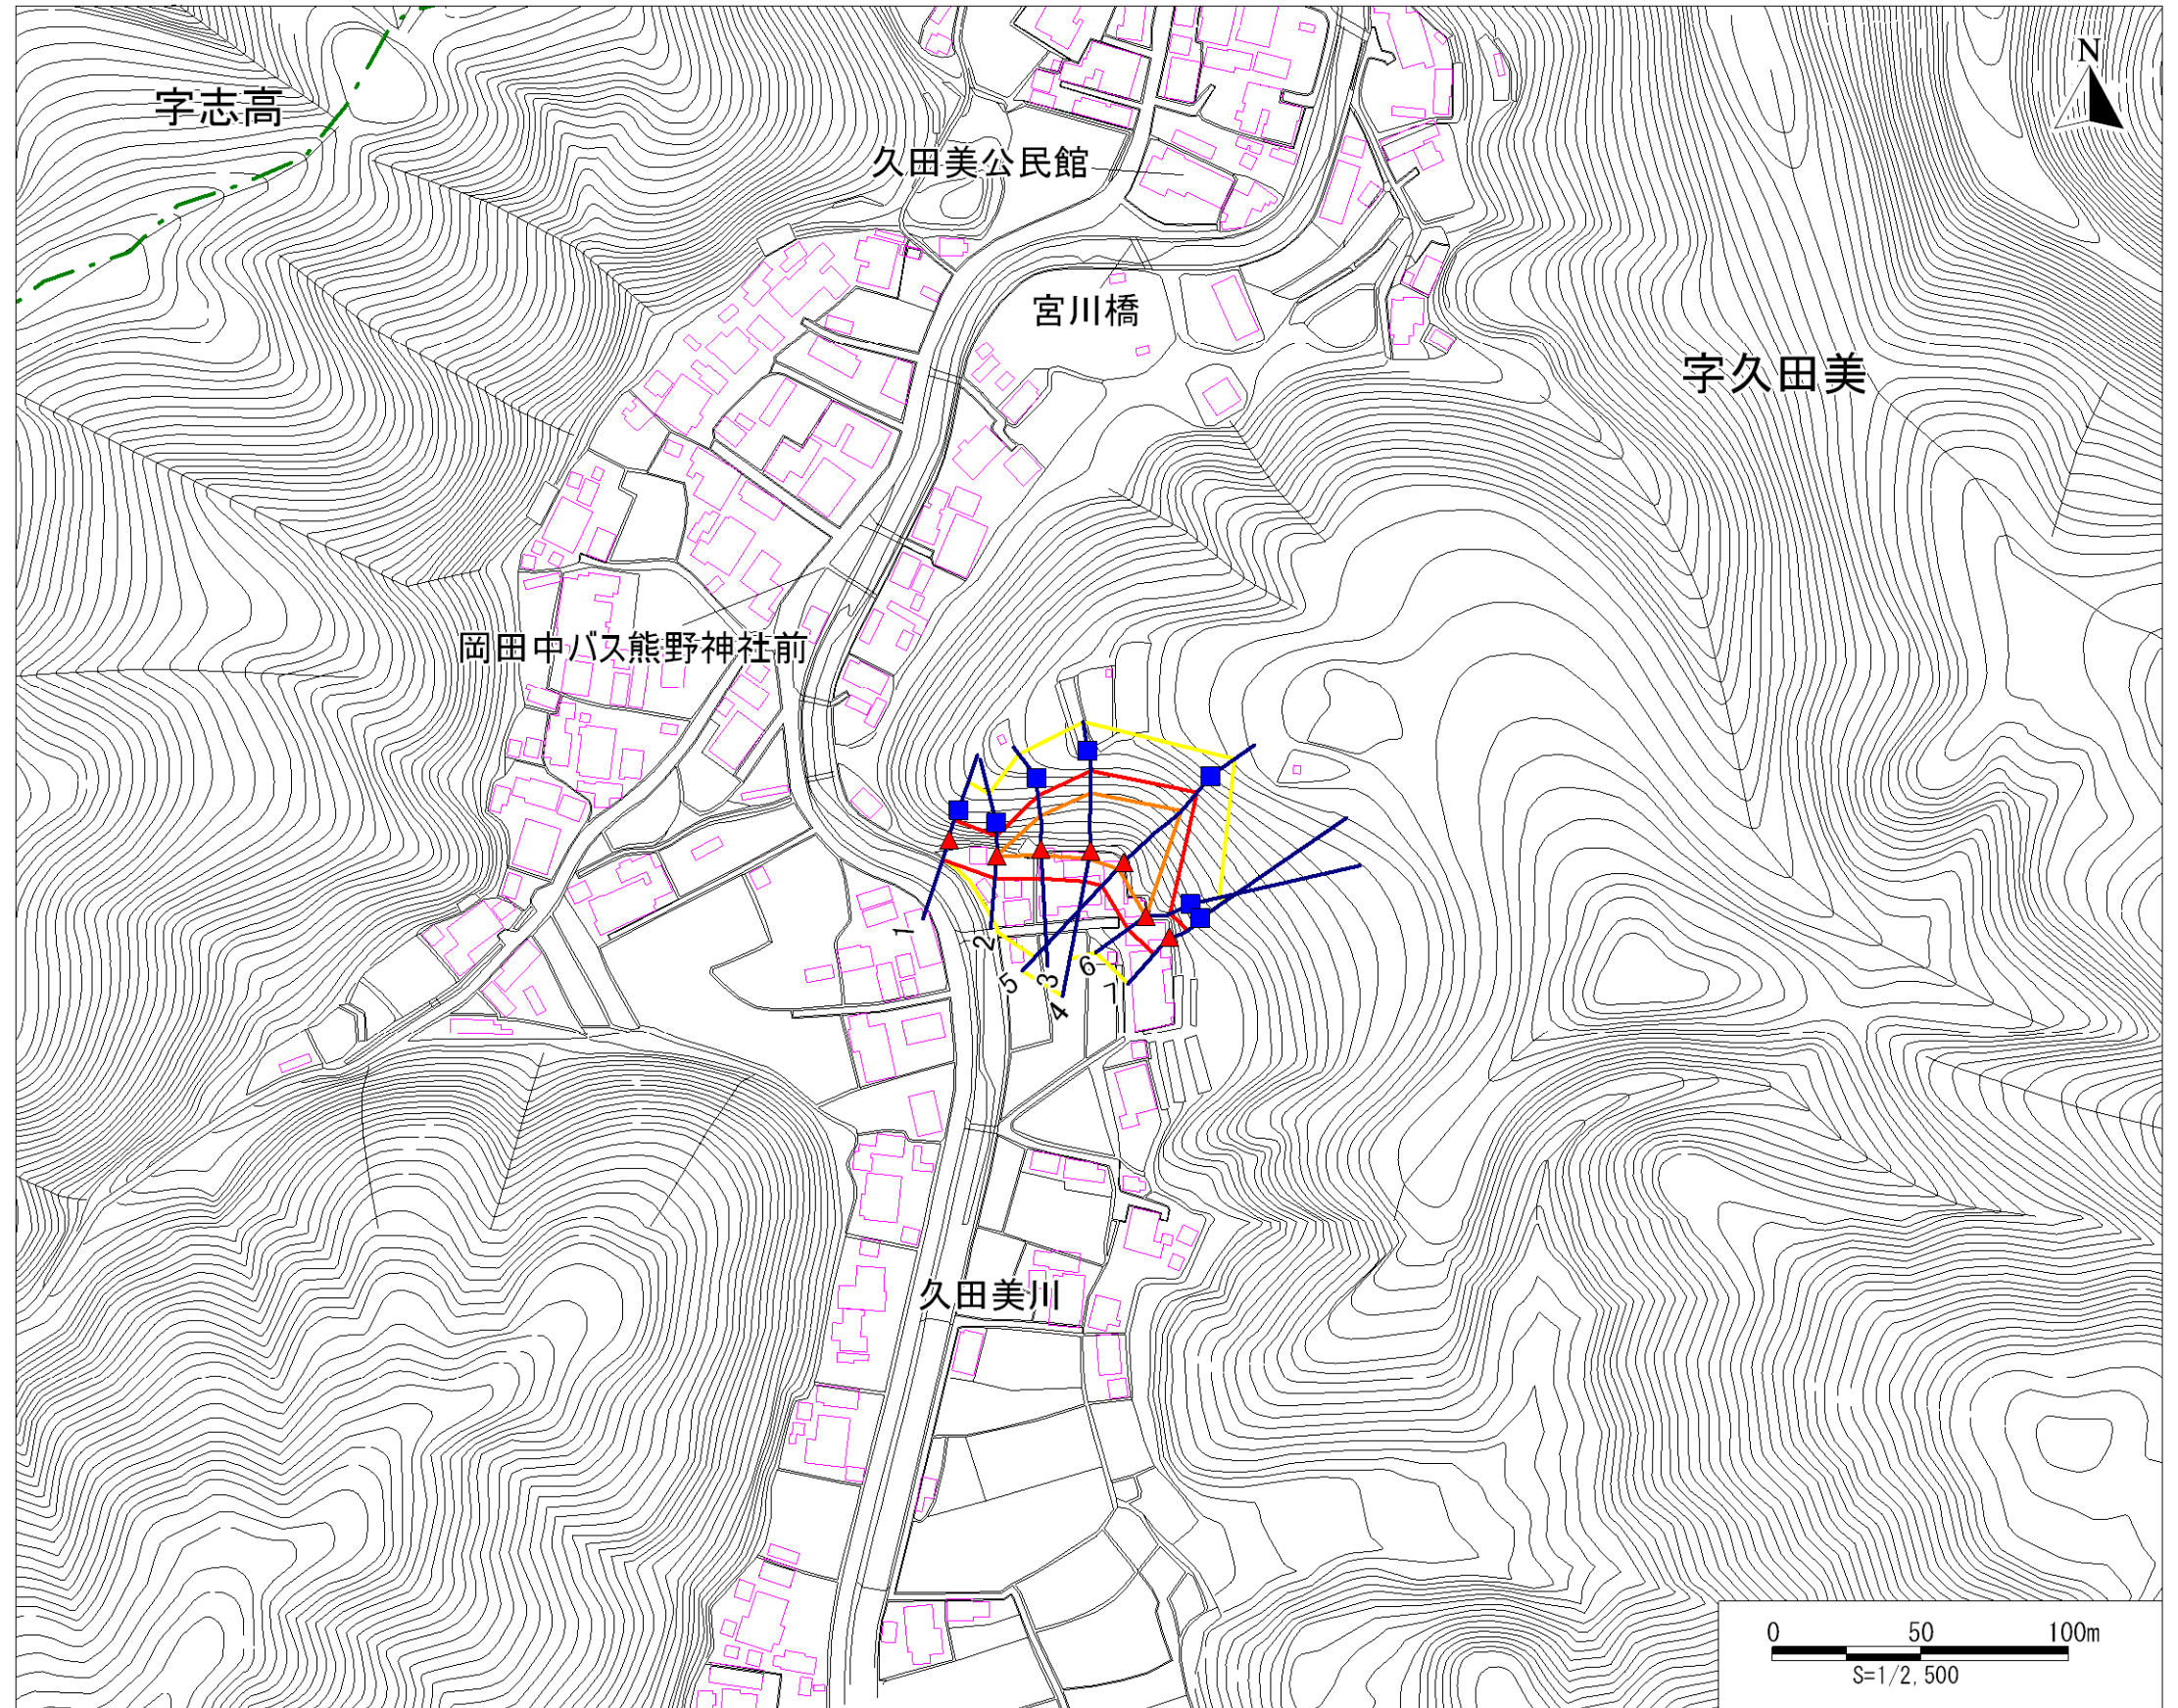 字志高
N
久田美公民館
宮川橋
字久田美
岡田中バス熊野神社前
1
2
5
3
4
6
7
久田美川
0 50 100m
S=1/2,500